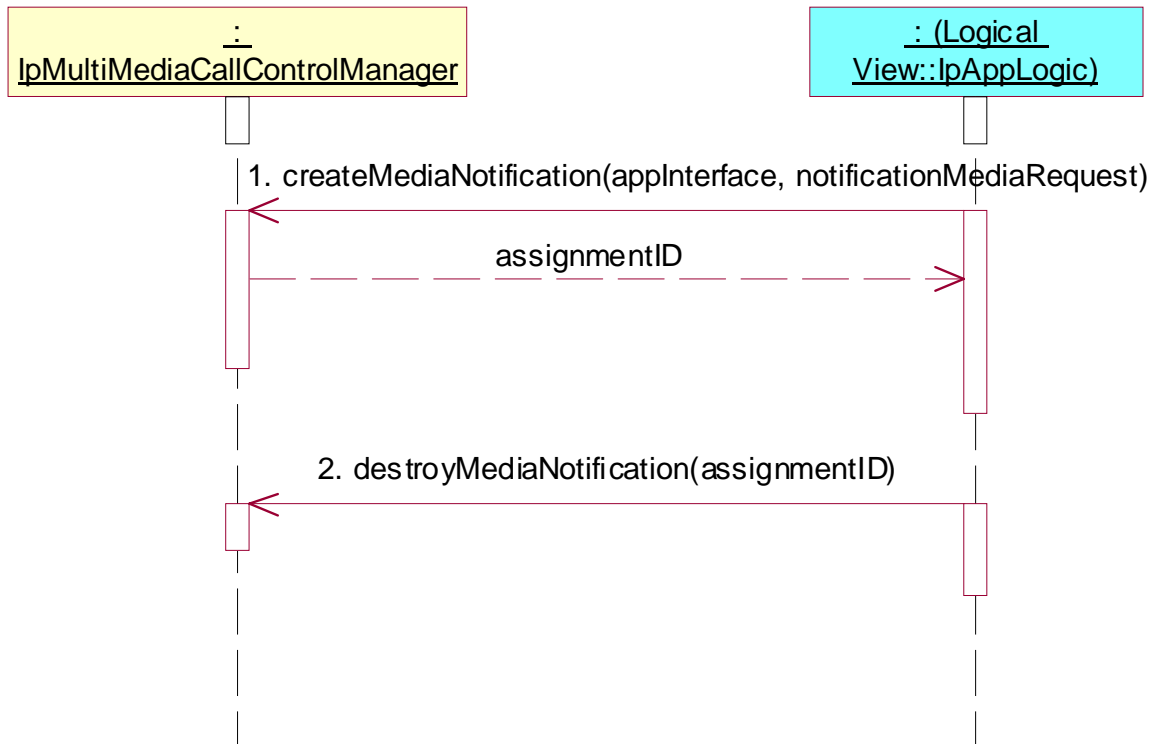 :
IpMultiMediaCallControlManager
: (Logical
View::IpAppLogic)
1. createMediaNotification(appInterface, notificationMediaRequest)
assignmentID
2. destroyMediaNotification(assignmentID)